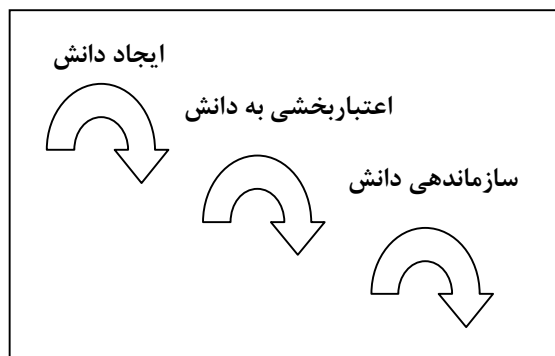 ایجاد دانش
اعتباربخشی به دانش
سازماندهی دانش